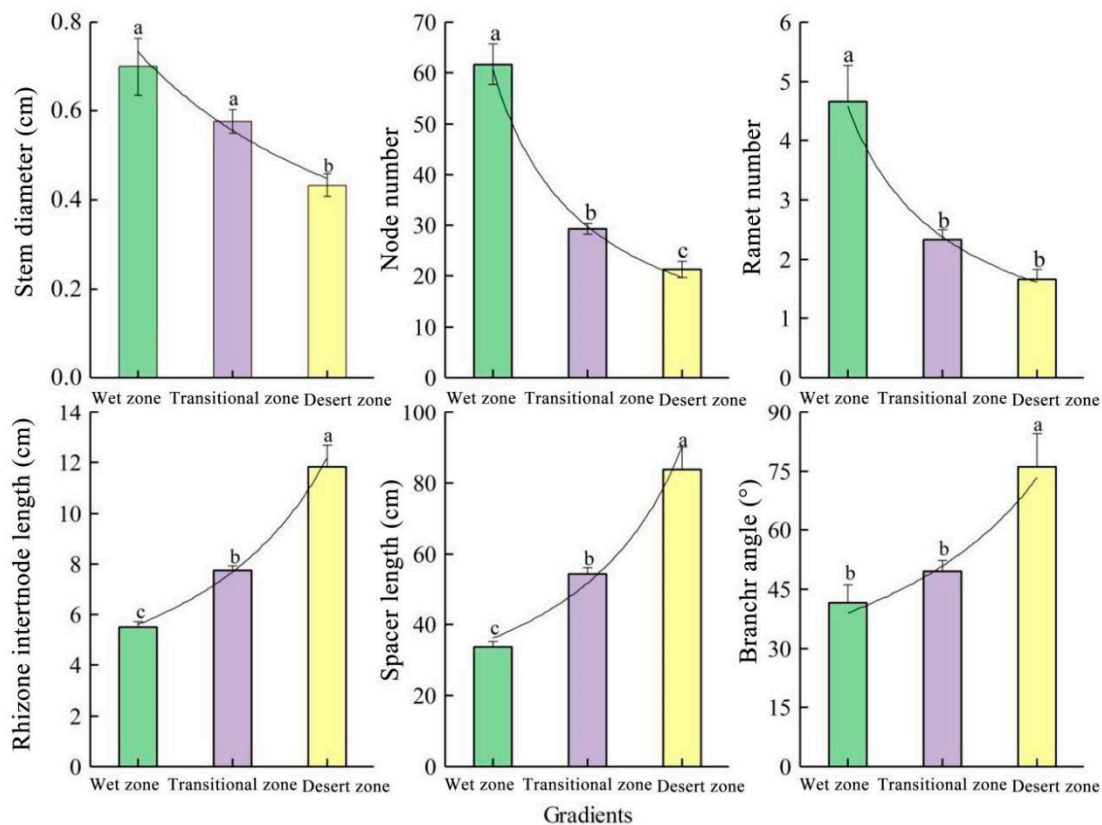 Stem diameter (cm)
0.8
0.6
0.4
0.2
0.0
a
a
b
Wet zone Transitional zone Desert zone
Node number
70
60
50
40
30
20
10
0
a
b
c
Wet zone Transitional zone Desert zone
Ramet number
6
5
4
3
2
1
0
a
b
b
Wet zone Transitional zone Desert zone
Rhizone intertnode length (cm)
14
12
10
8
6
4
2
0
c
b
a
Wet zone Transitional zone Desert zone
Spacer length (cm)
100
80
60
40
20
0
c
b
a
Wet zone Transitional zone Desert zone
Branchr angle (°)
90
75
60
45
30
15
0
b
b
a
Wet zone Transitional zone Desert zone
Gradients